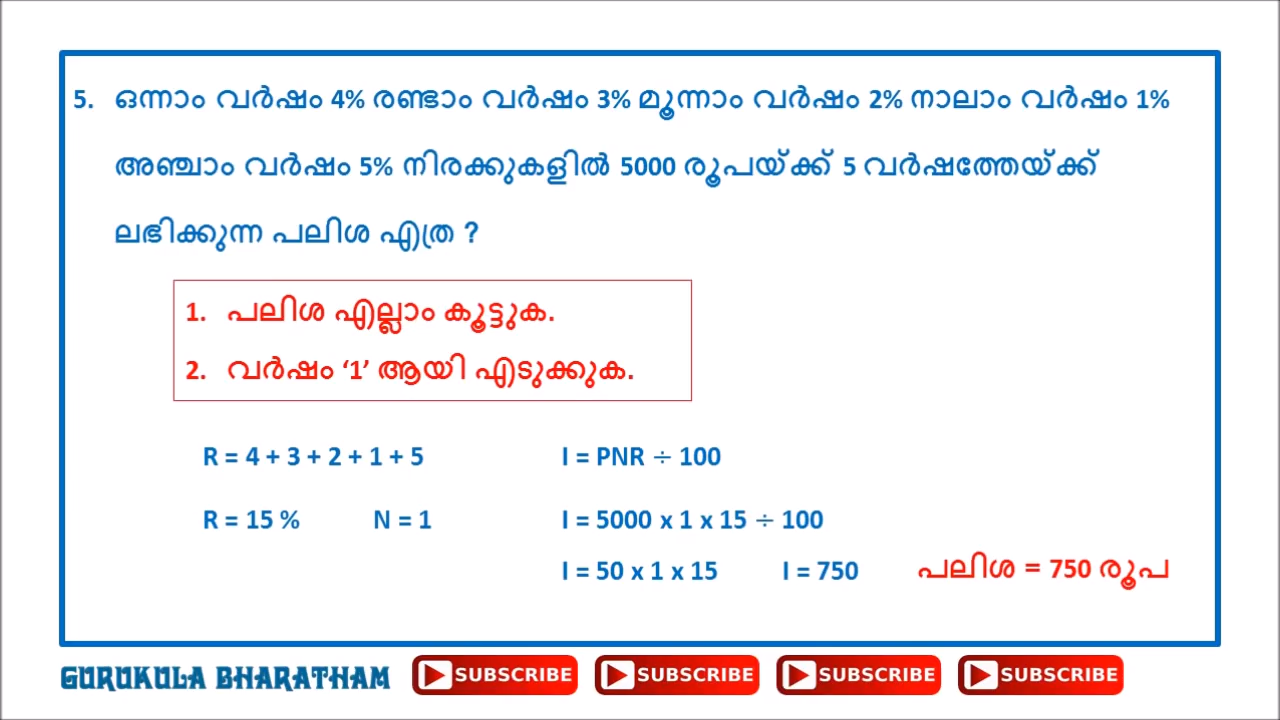 5. ഒന്നാം വർഷം 4% രണ്ടാം വർഷം 3% മൂന്നാം വർഷം 2% നാലാം വർഷം 1%
അഞ്ചാം വർഷം 5% നിരക്കുകളിൽ 5000 രൂപയ്ക്ക് 5 വർഷത്തേയ്ക്ക്
ലഭിക്കുന്ന പലിശ എത്ര ?
1. പലിശ എല്ലാം കൂട്ടുക.
2. വർഷം ‘1’ ആയി എടുക്കുക.
R = 4 + 3 + 2 + 1 + 5 I = PNR ÷ 100
R = 15 % N = 1 I = 5000 x 1 x 15 ÷ 100
I = 50 x 1 x 15 I = 750 പലിശ = 750 രൂപ
GURUKULA BHARATHAM SUBSCRIBE SUBSCRIBE SUBSCRIBE SUBSCRIBE